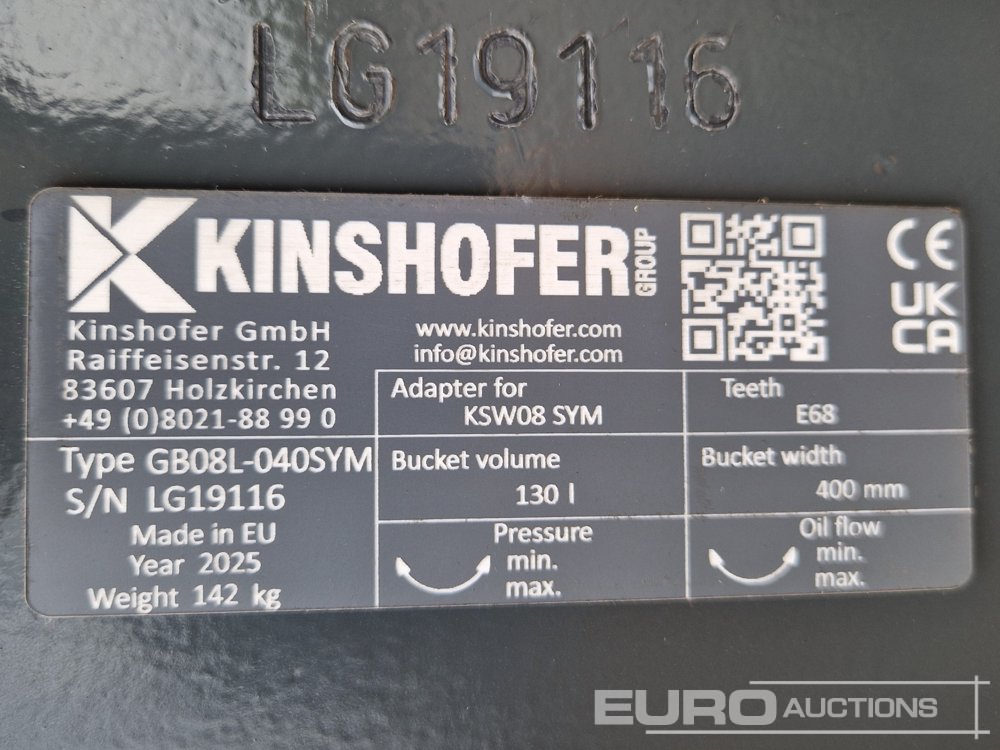 LG19116
KINSHOFER GROUP
CE
UK
CA
Kinshofer GmbH
Raiffeisenstr. 12
83607 Holzkirchen
+49 (0)8021-88 99 0
www.kinshofer.com
info@kinshofer.com
Adapter for
KSW08 SYM
Teeth
E68
Type GB08L-040SYM
S/N LG19116
Made in EU
Year 2025
Weight 142 kg
Bucket volume
130 l
Bucket width
400 mm
Pressure
min.
max.
Oil flow
min.
max.
EURO AUCTIONS